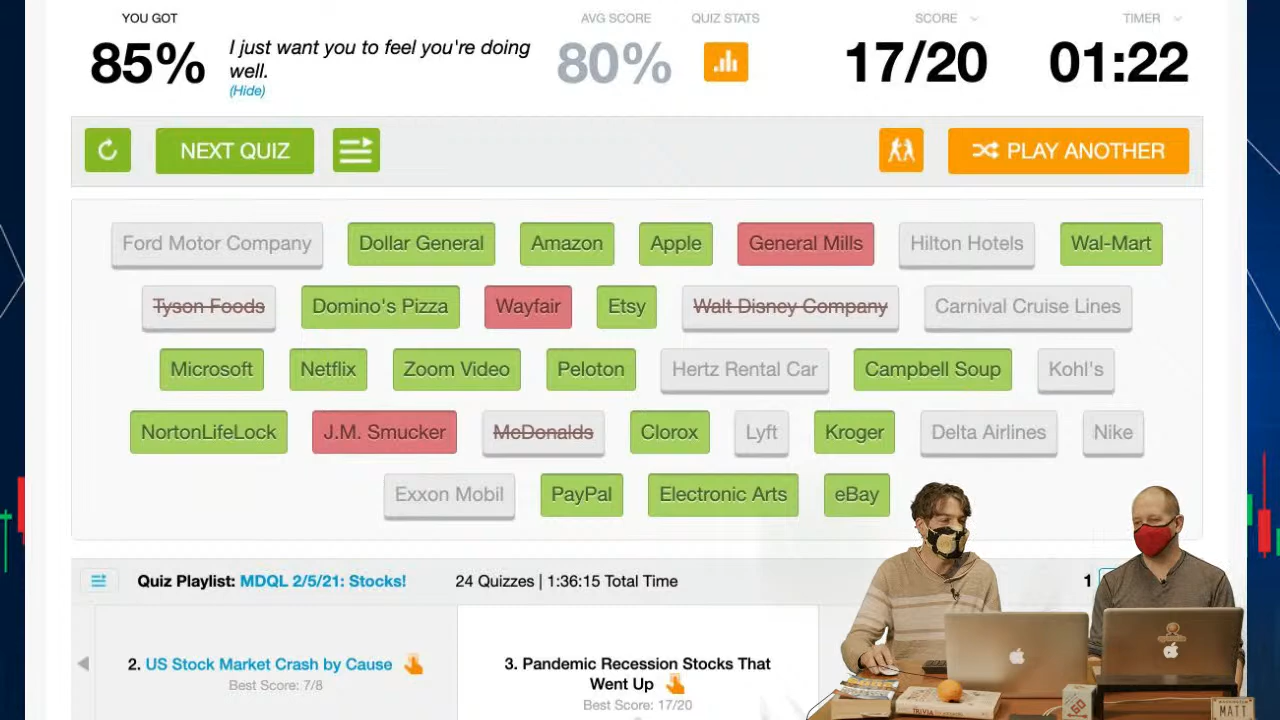 YOU GOT
AVG SCORE
QUIZ STATS
SCORE
TIMER
85%
I just want you to feel you're doing
well.
(Hide)
80%
17/20
01:22
NEXT QUIZ
PLAY ANOTHER
Ford Motor Company Dollar General Amazon Apple General Mills Hilton Hotels Wal-Mart
Tyson Foods Domino's Pizza Wayfair Etsy Walt Disney Company Carnival Cruise Lines
Microsoft Netflix Zoom Video Peloton Hertz Rental Car Campbell Soup Kohl's
NortonLifeLock J.M. Smucker McDonalds Clorox Lyft Kroger Delta Airlines Nike
Exxon Mobil PayPal Electronic Arts eBay
Quiz Playlist: MDQL 2/5/21: Stocks! 24 Quizzes | 1:36:15 Total Time 1
2. US Stock Market Crash by Cause
Best Score: 7/8
3. Pandemic Recession Stocks That
Went Up
Best Score: 17/20
TRIVIA
MATT